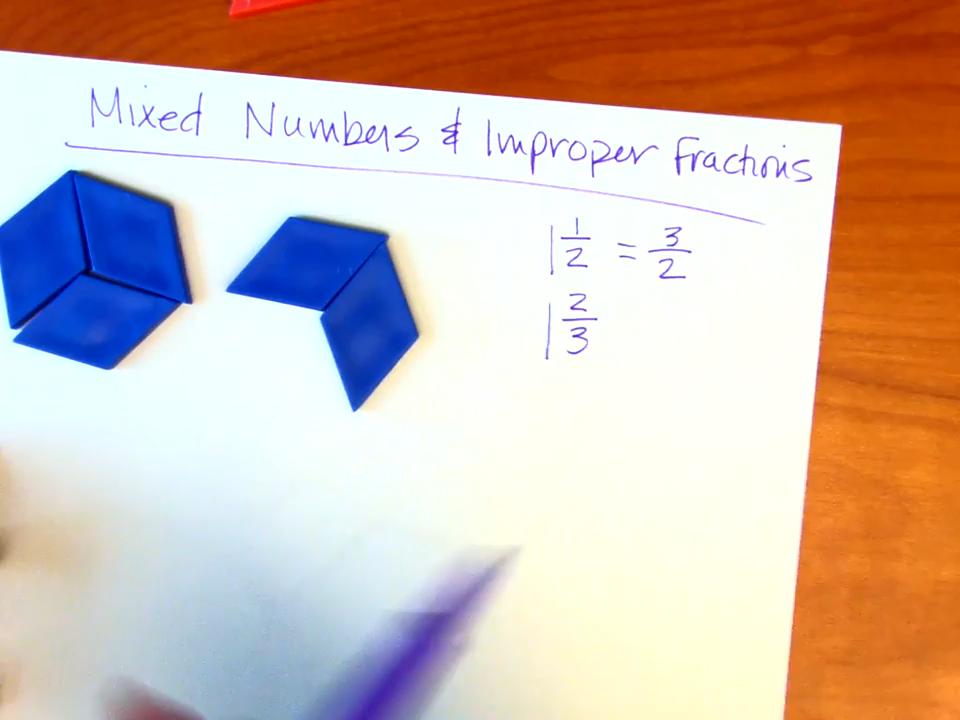 Mixed Numbers & Improper Fractions
1 1/2 = 3/2
1 2/3